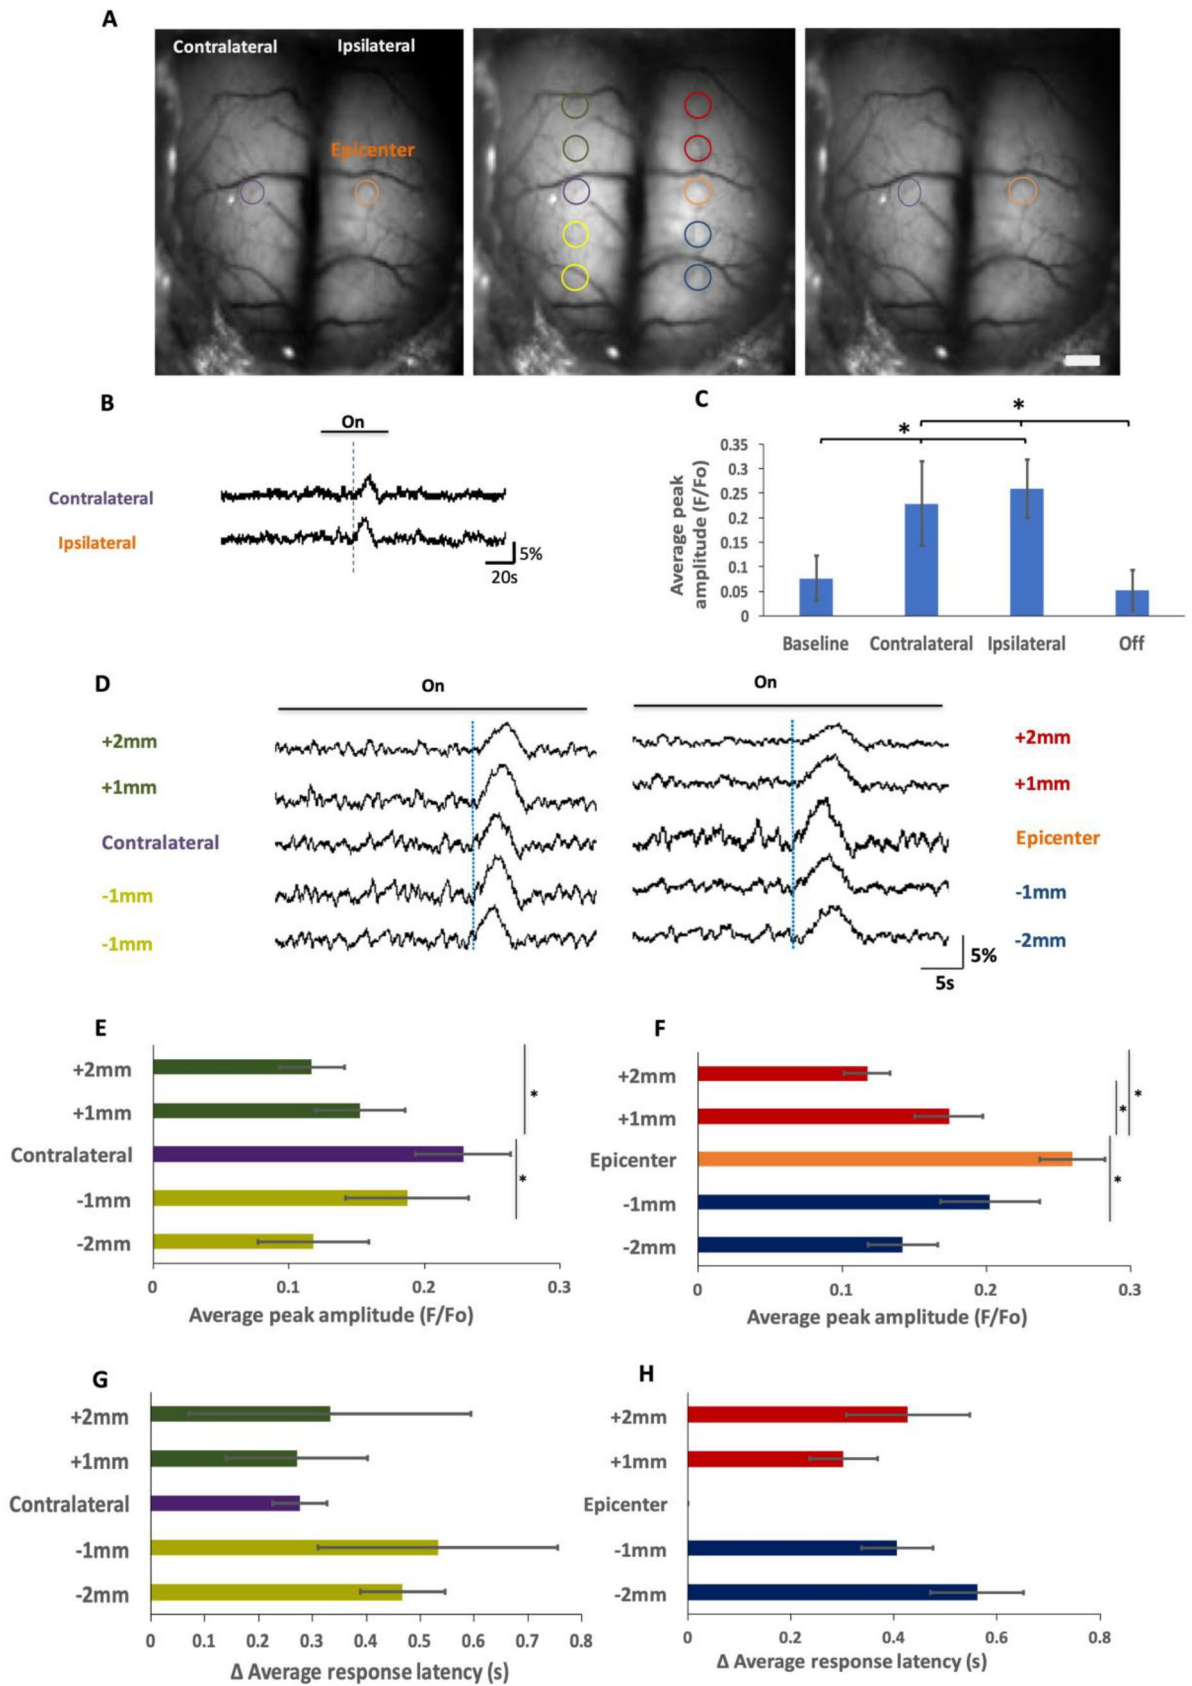 A
Contralateral
Ipsilateral
Epicenter
B
On
Contralateral
Ipsilateral
5%
20s
C
*
*
Average peak
amplitude (F/Fo)
0.35
0.3
0.25
0.2
0.15
0.1
0.05
0
Baseline
Contralateral
Ipsilateral
Off
D
On
On
+2mm
+1mm
Contralateral
-1mm
-1mm
+2mm
+1mm
Epicenter
-1mm
-2mm
5%
5s
E
+2mm
+1mm
Contralateral
-1mm
-2mm
*
*
0 0.1 0.2 0.3
Average peak amplitude (F/Fo)
F
+2mm
+1mm
Epicenter
-1mm
-2mm
*
*
*
0 0.1 0.2 0.3
Average peak amplitude (F/Fo)
G
+2mm
+1mm
Contralateral
-1mm
-2mm
0 0.1 0.2 0.3 0.4 0.5 0.6 0.7 0.8
Δ Average response latency (s)
H
+2mm
+1mm
Epicenter
-1mm
-2mm
0 0.2 0.4 0.6 0.8
Δ Average response latency (s)